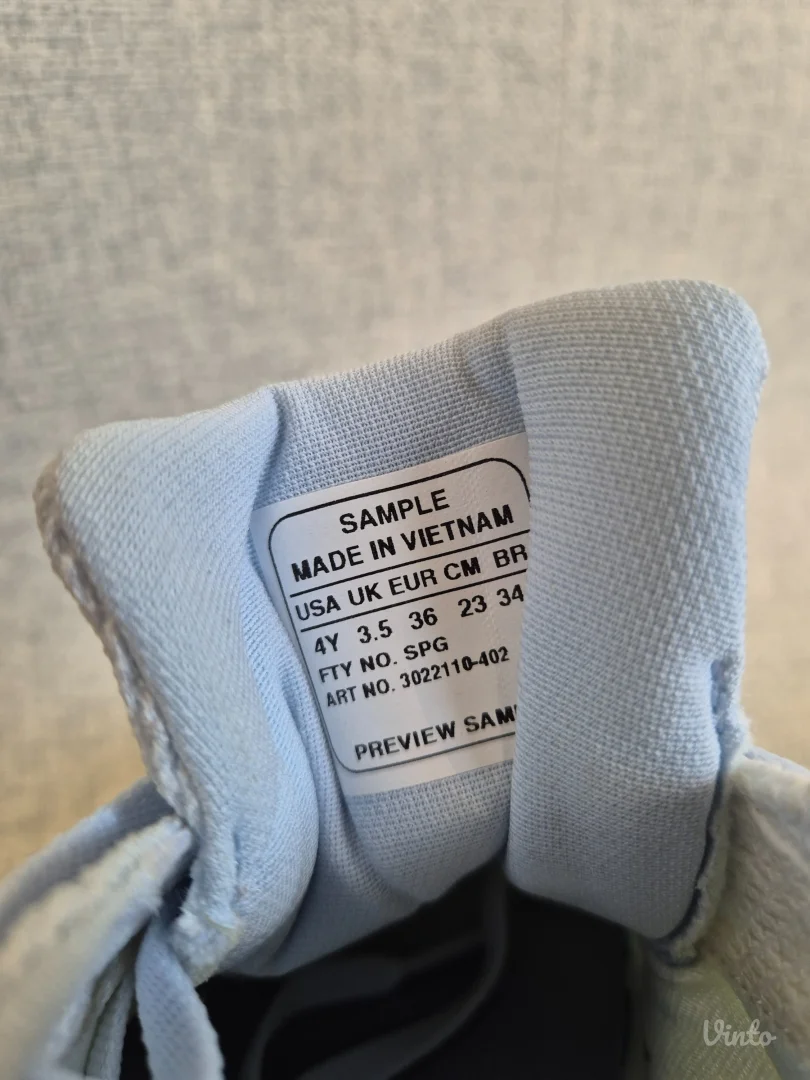 SAMPLE
MADE IN VIETNAM
USA UK EUR CM BR
4Y 3.5 36 23 34
FTY NO. SPG
ART NO. 3022110-402
PREVIEW
Vinto